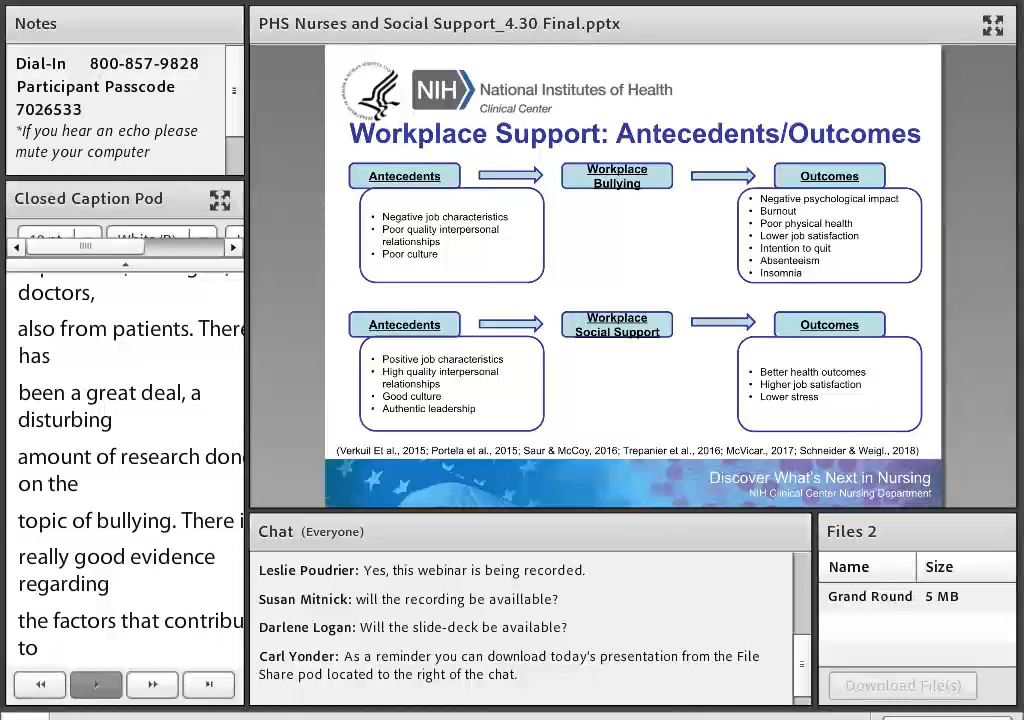 Notes
Dial-In 800-857-9828
Participant Passcode
7026533
*If you hear an echo please
mute your computer
Closed Caption Pod
doctors,
also from patients. There
has
been a great deal, a
disturbing
amount of research don
on the
topic of bullying. There i
really good evidence
regarding
the factors that contribu
to
PHS Nurses and Social Support_4.30 Final.pptx
NIH National Institutes of Health
Clinical Center
Workplace Support: Antecedents/Outcomes
Antecedents
Workplace
Bullying
Outcomes
• Negative job characteristics
• Poor quality interpersonal
relationships
• Poor culture
• Negative psychological impact
• Burnout
• Poor physical health
• Lower job satisfaction
• Intention to quit
• Absenteeism
• Insomnia
Antecedents
Workplace
Social Support
Outcomes
• Positive job characteristics
• High quality interpersonal
relationships
• Good culture
• Authentic leadership
• Better health outcomes
• Higher job satisfaction
• Lower stress
(Verkuil Et al., 2015; Portela et al., 2015; Saur & McCoy, 2016; Trepanier et al., 2016; McVicar., 2017; Schneider & Weigl., 2018)
Discover What's Next in Nursing
NIH Clinical Center Nursing Department
Chat (Everyone)
Leslie Poudrier: Yes, this webinar is being recorded.
Susan Mitnick: will the recording be availlable?
Darlene Logan: Will the slide-deck be available?
Carl Yonder: As a reminder you can download today's presentation from the File
Share pod located to the right of the chat.
Files 2
Name Size
Grand Round 5 MB
Download File(s)